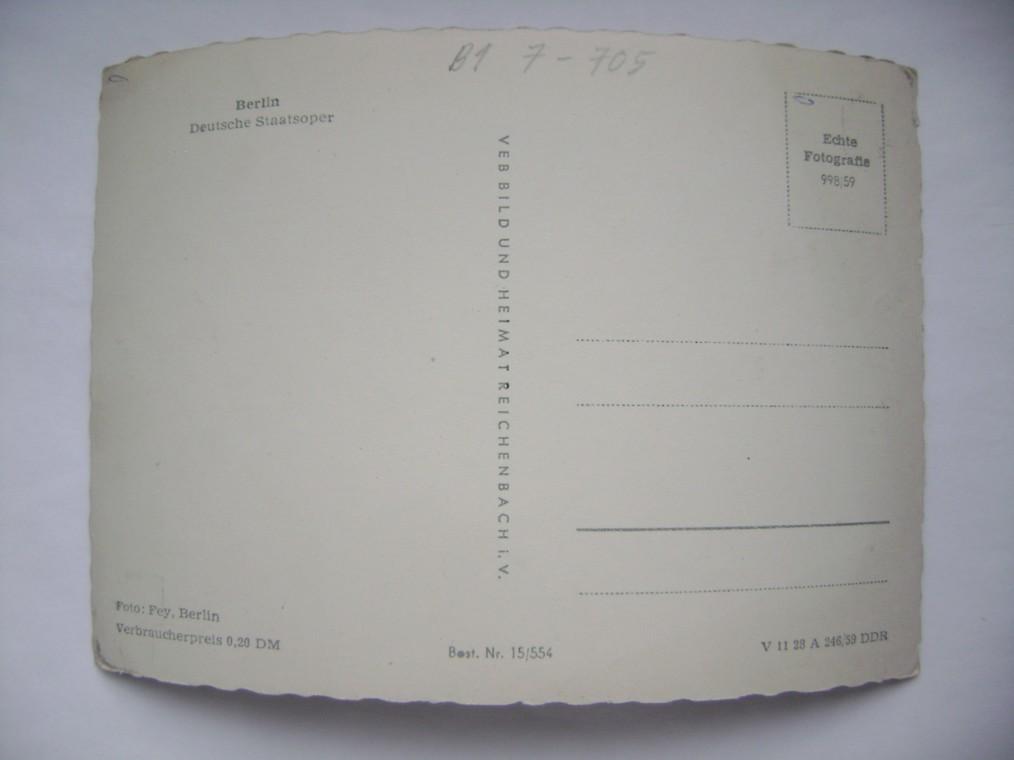 B1 7-705
Berlin
Deutsche Staatsoper
Echte
Fotografie
998/59
VEB BILD UND HEIMAT REICHENBACH i. V.
Foto: Fey, Berlin
Verbraucherpreis 0,20 DM
Best. Nr. 15/554
V 11 28 A 246/59 DDR